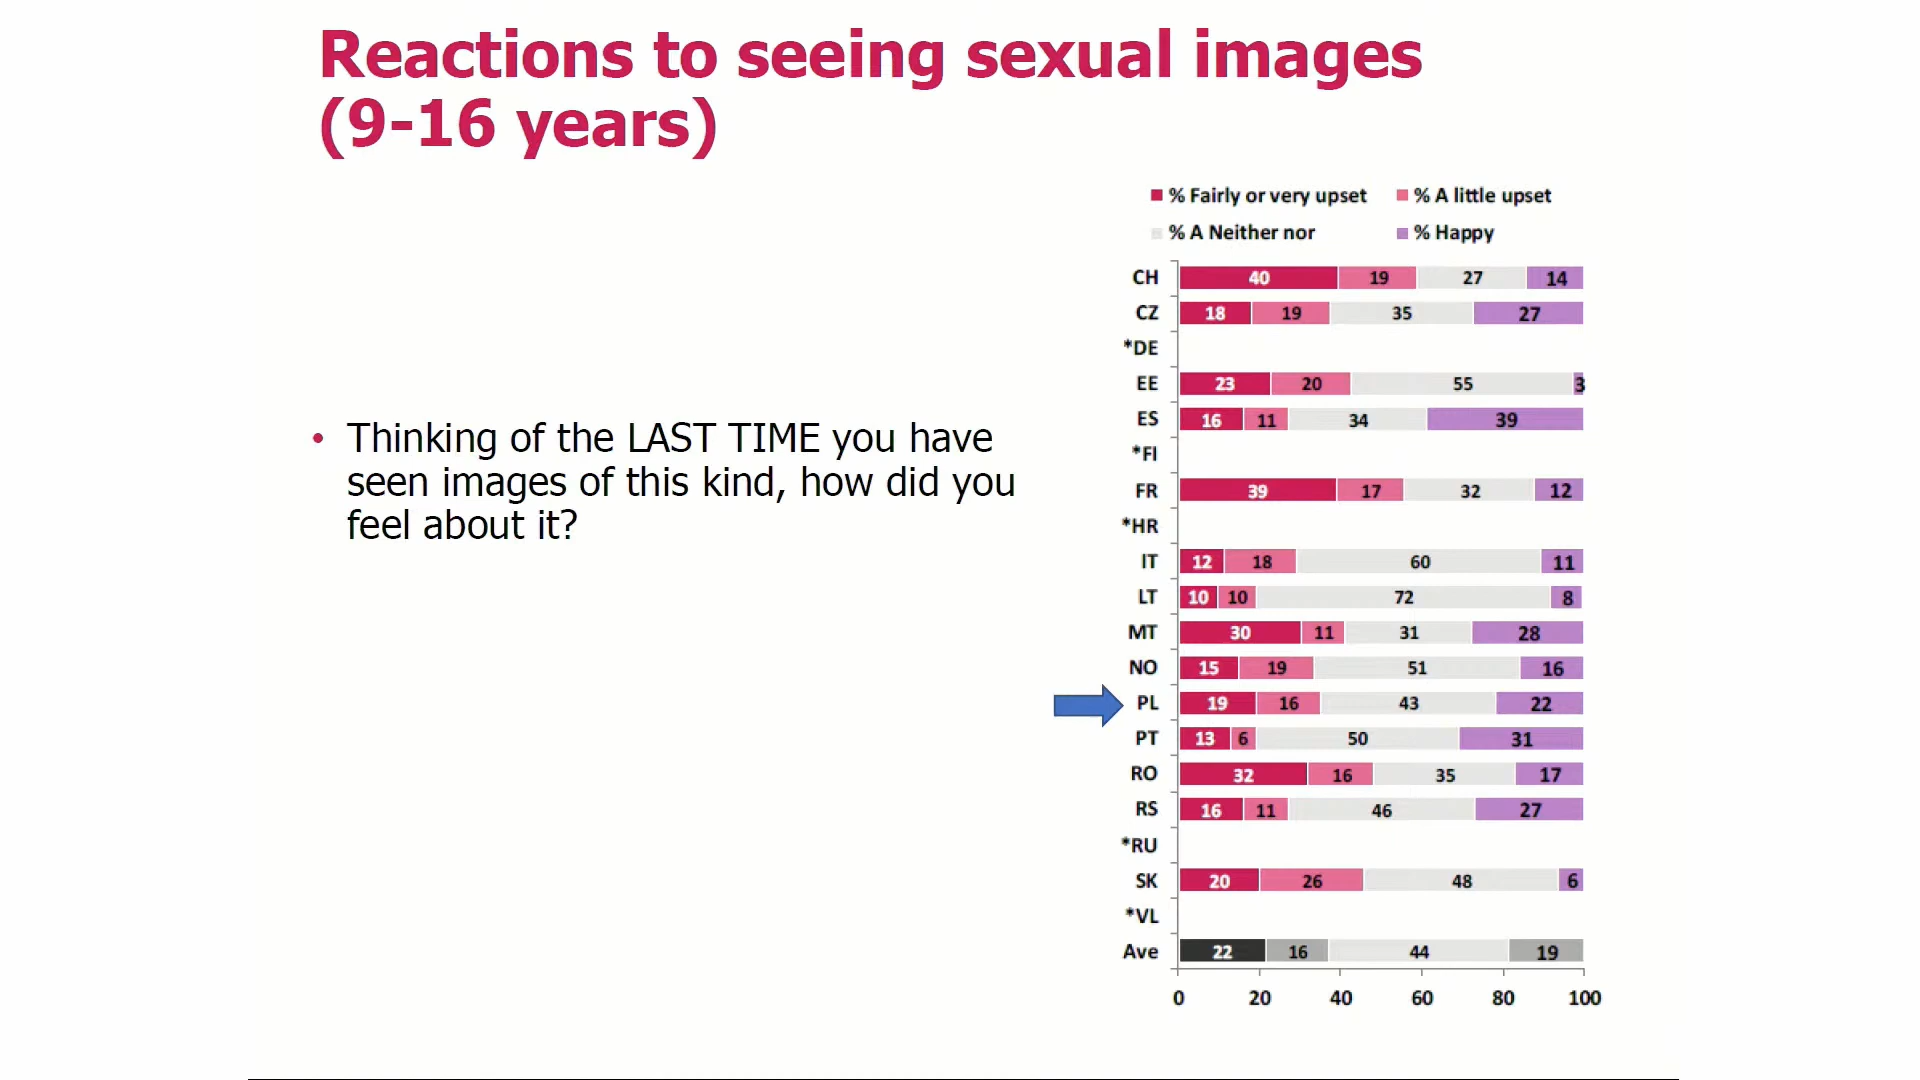 Reactions to seeing sexual images
(9-16 years)
• Thinking of the LAST TIME you have
seen images of this kind, how did you
feel about it?
% Fairly or very upset % A little upset
% A Neither nor % Happy
CH 40 19 27 14
CZ 18 19 35 27
*DE
EE 23 20 55 3
ES 16 11 34 39
*FI
FR 39 17 32 12
*HR
IT 12 18 60 11
LT 10 10 72 8
MT 30 11 31 28
NO 15 19 51 16
PL 19 16 43 22
PT 13 6 50 31
RO 32 16 35 17
RS 16 11 46 27
*RU
SK 20 26 48 6
*VL
Ave 22 16 44 19
0 20 40 60 80 100